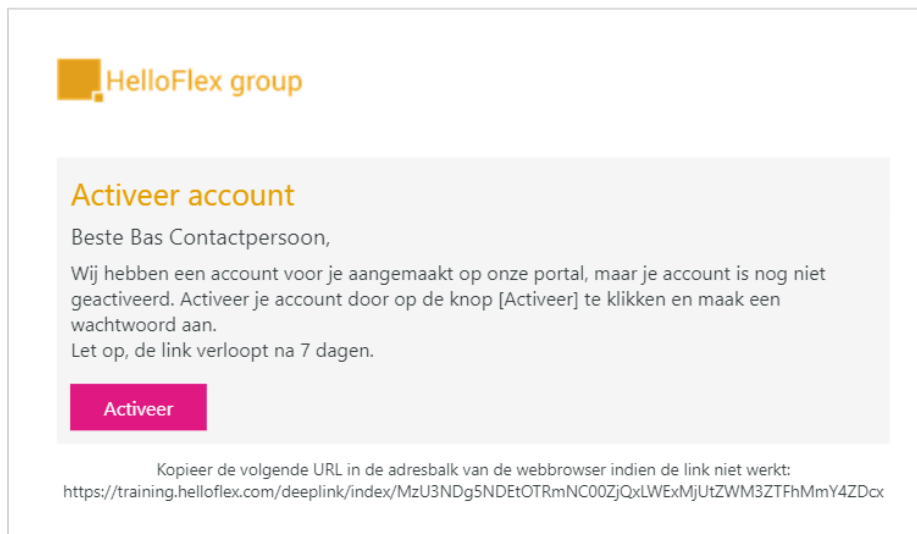 HelloFlex group
Activeer account
Beste Bas Contactpersoon,
Wij hebben een account voor je aangemaakt op onze portal, maar je account is nog niet
geactiveerd. Activeer je account door op de knop [Activeer] te klikken en maak een
wachtwoord aan.
Let op, de link verloopt na 7 dagen.
Activeer
Kopieer de volgende URL in de adresbalk van de webbrowser indien de link niet werkt:
https://training.helloflex.com/deeplink/index/MzU3NDg5NDEtOTRmNC00ZjQxLWExMjUtZWM3ZTFhMmY4ZDcx